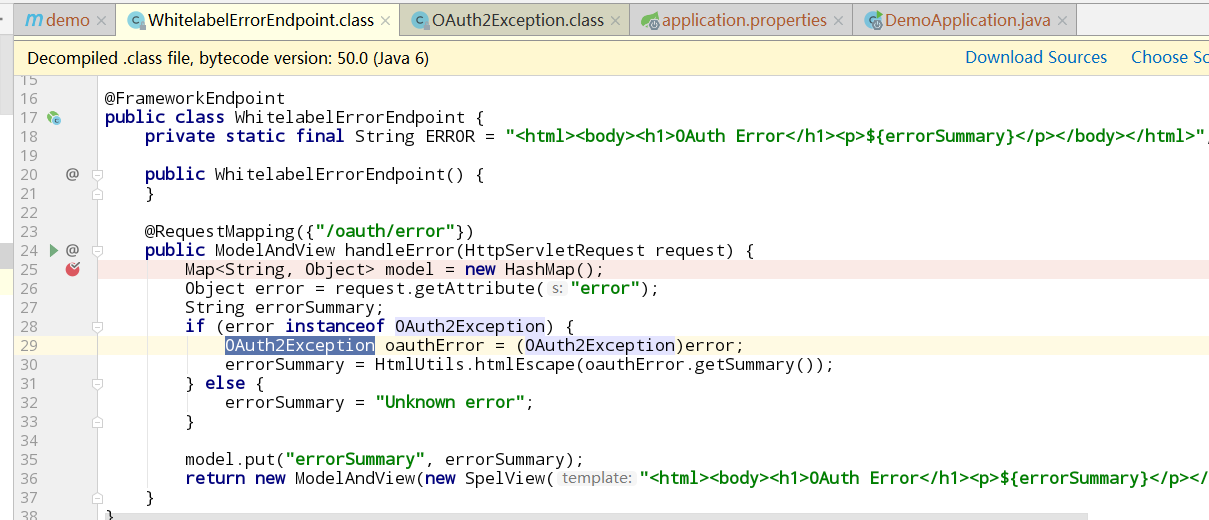 demo WhitelabelErrorEndpoint.class OAuth2Exception.class application.properties DemoApplication.java
Decompiled .class file, bytecode version: 50.0 (Java 6) Download Sources Choose So
15
16 @FrameworkEndpoint
17 public class WhitelabelErrorEndpoint {
18 private static final String ERROR = "<html><body><h1>OAuth Error</h1><p>${errorSummary}</p></body></html>"
19
20 @ public WhitelabelErrorEndpoint() {
21 }
22
23 @RequestMapping({"/oauth/error"})
24 @ public ModelAndView handleError(HttpServletRequest request) {
25 Map<String, Object> model = new HashMap();
26 Object error = request.getAttribute( s: "error");
27 String errorSummary;
28 if (error instanceof OAuth2Exception) {
29 OAuth2Exception oauthError = (OAuth2Exception)error;
30 errorSummary = HtmlUtils.htmlEscape(oauthError.getSummary());
31 } else {
32 errorSummary = "Unknown error";
33 }
34
35 model.put("errorSummary", errorSummary);
36 return new ModelAndView(new SpelView( template: "<html><body><h1>OAuth Error</h1><p>${errorSummary}</p></
37 }
38 }